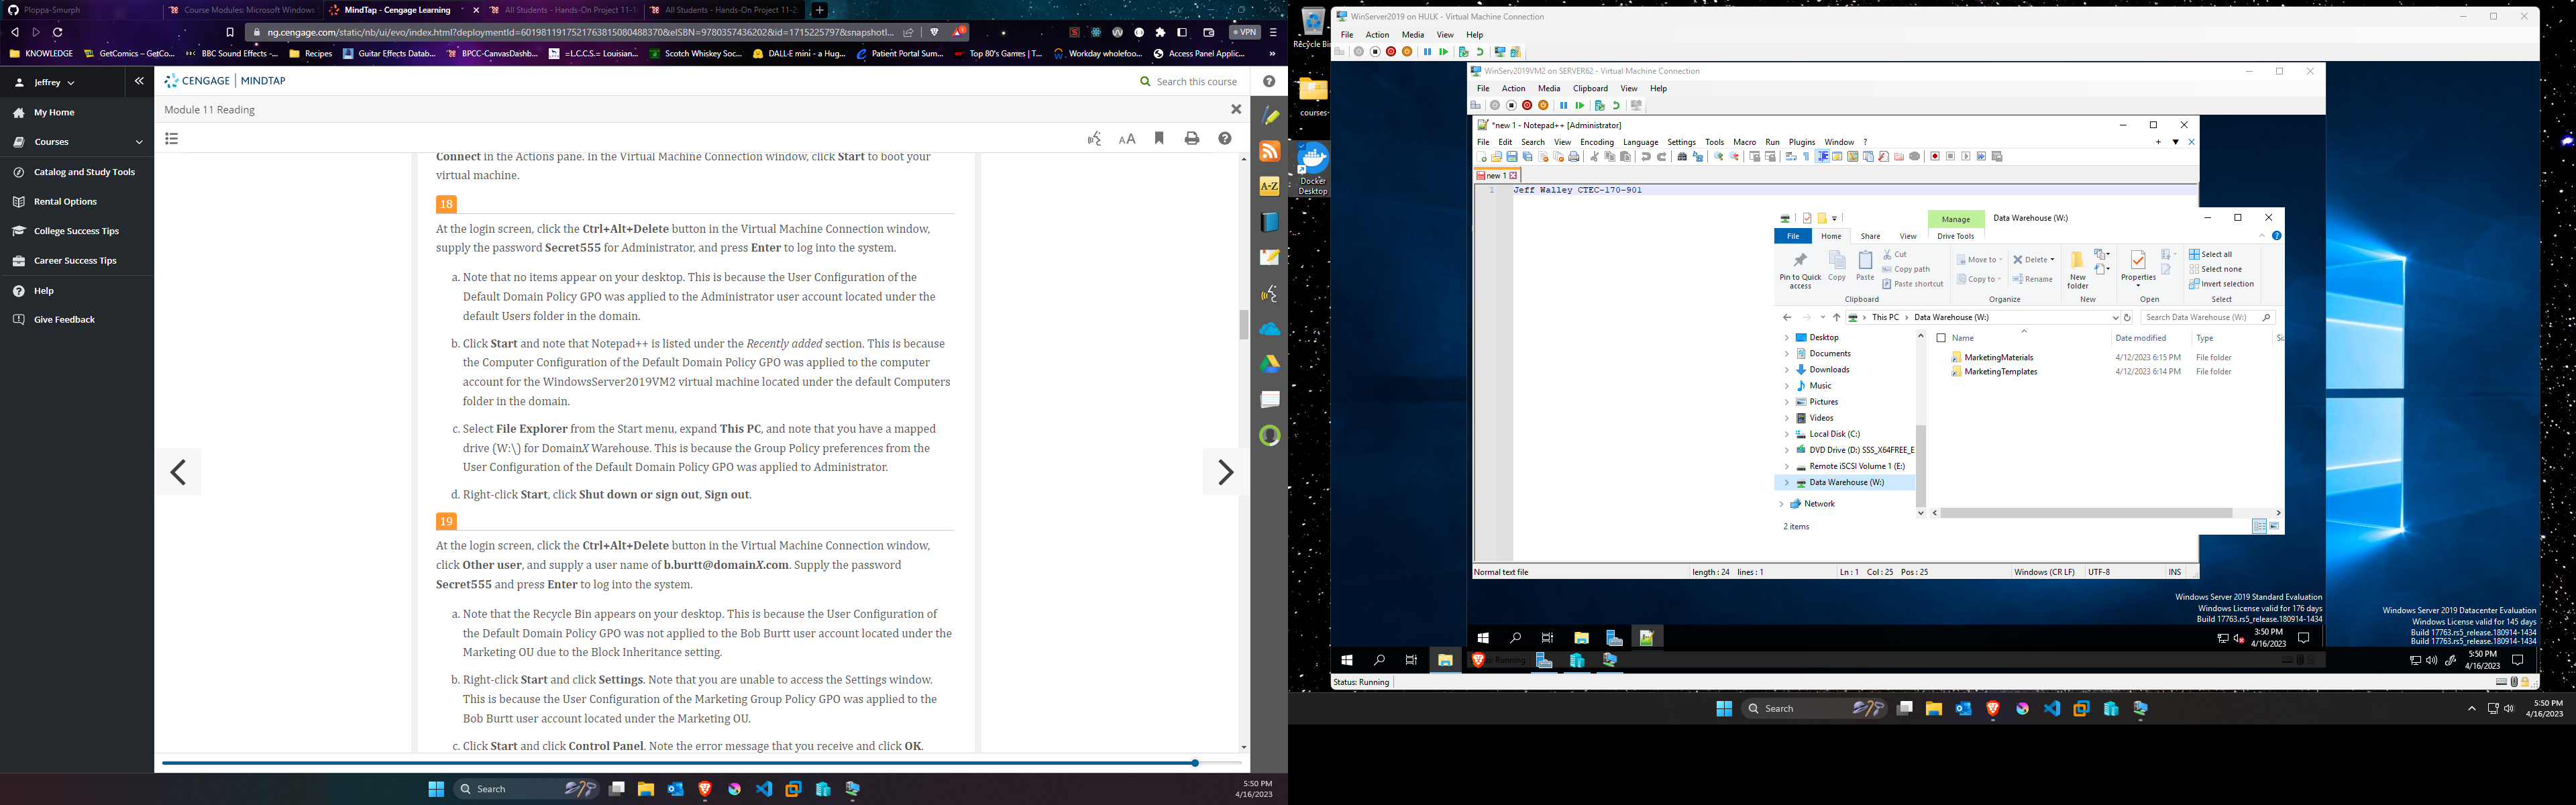 Ploppa-Smurph
Course Modules: Microsoft Windows
MindTap - Cengage Learning
All Students - Hands-On Project 11-1
All Students - Hands-On Project 11-2
ng.cengage.com/static/nb/ui/evo/index.html?deploymentId=6019811917521763815080488370&eISBN=9780357436202&id=1715225797&snapshotI...
VPN
KNOWLEDGE
GetComics – GetCo...
BBC Sound Effects -...
Recipes
Guitar Effects Datab...
BPCC-CanvasDashb...
=L.C.C.S.= Louisian...
Scotch Whiskey Soc...
DALL·E mini - a Hug...
Patient Portal Sum...
Top 80's Games | T...
Workday wholefoo...
Access Panel Applic...
Jeffrey
CENGAGE | MINDTAP
Search this course
My Home
Courses
Catalog and Study Tools
Rental Options
College Success Tips
Career Success Tips
Help
Give Feedback
Module 11 Reading
AA
A-Z
Connect in the Actions pane. In the Virtual Machine Connection window, click Start to boot your
virtual machine.
18
At the login screen, click the Ctrl+Alt+Delete button in the Virtual Machine Connection window,
supply the password Secret555 for Administrator, and press Enter to log into the system.
a. Note that no items appear on your desktop. This is because the User Configuration of the
Default Domain Policy GPO was applied to the Administrator user account located under the
default Users folder in the domain.
b. Click Start and note that Notepad++ is listed under the Recently added section. This is because
the Computer Configuration of the Default Domain Policy GPO was applied to the computer
account for the WindowsServer2019VM2 virtual machine located under the default Computers
folder in the domain.
c. Select File Explorer from the Start menu, expand This PC, and note that you have a mapped
drive (W:\) for DomainX Warehouse. This is because the Group Policy preferences from the
User Configuration of the Default Domain Policy GPO was applied to Administrator.
d. Right-click Start, click Shut down or sign out, Sign out.
19
At the login screen, click the Ctrl+Alt+Delete button in the Virtual Machine Connection window,
click Other user, and supply a user name of b.burtt@domainX.com. Supply the password
Secret555 and press Enter to log into the system.
a. Note that the Recycle Bin appears on your desktop. This is because the User Configuration of
the Default Domain Policy GPO was not applied to the Bob Burtt user account located under the
Marketing OU due to the Block Inheritance setting.
b. Right-click Start and click Settings. Note that you are unable to access the Settings window.
This is because the User Configuration of the Marketing Group Policy GPO was applied to the
Bob Burtt user account located under the Marketing OU.
c. Click Start and click Control Panel. Note the error message that you receive and click OK.
Search
5:50 PM
4/16/2023
Recycle Bin
courses-
Docker
Desktop
WinServer2019 on HULK - Virtual Machine Connection
File Action Media View Help
WinServ2019VM2 on SERVER62 - Virtual Machine Connection
File Action Media Clipboard View Help
*new 1 - Notepad++ [Administrator]
File Edit Search View Encoding Language Settings Tools Macro Run Plugins Window ?
new 1
1 Jeff Walley CTEC-170-901
Manage
Data Warehouse (W:)
File Home Share View Drive Tools
Pin to Quick
access
Copy
Paste
Cut
Copy path
Paste shortcut
Move to
Copy to
Delete
Rename
New
folder
Properties
Select all
Select none
Invert selection
Clipboard Organize New Open Select
This PC Data Warehouse (W:)
Search Data Warehouse (W:)
Name Date modified Type
Desktop
Documents
Downloads
Music
Pictures
Videos
Local Disk (C:)
DVD Drive (D:) SSS_X64FREE_E
Remote iSCSI Volume 1 (E:)
Data Warehouse (W:)
Network
MarketingMaterials 4/12/2023 6:15 PM File folder
MarketingTemplates 4/12/2023 6:14 PM File folder
2 items
Normal text file length : 24 lines : 1 Ln : 1 Col : 25 Pos : 25 Windows (CR LF) UTF-8 INS
Windows Server 2019 Standard Evaluation
Windows License valid for 176 days
Build 17763.rs5_release.180914-1434
3:50 PM
4/16/2023
Windows Server 2019 Datacenter Evaluation
Windows License valid for 145 days
Build 17763.rs5_release.180914-1434
Build 17763.rs5_release.180914-1434
Running
5:50 PM
4/16/2023
Status: Running
Search
5:50 PM
4/16/2023